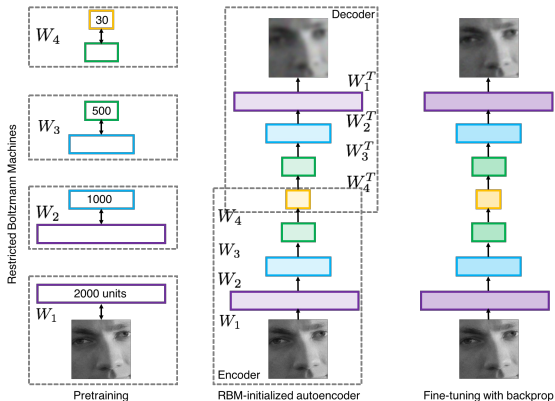 Restricted Boltzmann Machines
W₄
30
W₃
500
W₂
1000
2000 units
W₁
Pretraining
Decoder
W₁ᵀ
W₂ᵀ
W₃ᵀ
W₄ᵀ
W₄
W₃
W₂
W₁
Encoder
RBM-initialized autoencoder
Fine-tuning with backprop